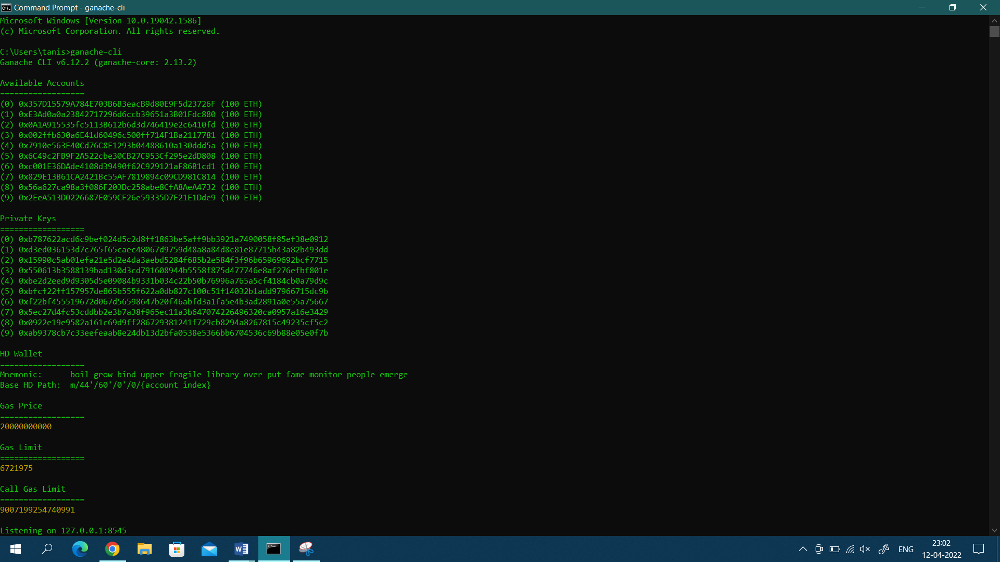 Command Prompt - ganache-cli
Microsoft Windows [Version 10.0.19042.1586]
(c) Microsoft Corporation. All rights reserved.
C:\Users\tanis>ganache-cli
Ganache CLI v6.12.2 (ganache-core: 2.13.2)
Available Accounts
==================
(0) 0x357D15579A784E703B6B3eacB9d80E9F5d23726F (100 ETH)
(1) 0xE3Ad0a0a23842717296d6ccb39651a3B01Fdc880 (100 ETH)
(2) 0x0A1A915535fc5113B612b6d3d746419e2c6410fd (100 ETH)
(3) 0x002ffb630a6E41d60496c500ff714F1Ba2117781 (100 ETH)
(4) 0x7910e563E40Cd76C8E1293b04488610a130ddd5a (100 ETH)
(5) 0x6C49c2FB9F2A522cbe30CB27C953Cf295e2dD808 (100 ETH)
(6) 0xc001E36DAde4108d39490f62C929121aF86B1cd1 (100 ETH)
(7) 0x829E13B61CA2421Bc55AF7819894c09CD981C814 (100 ETH)
(8) 0x56a627ca98a3f086F203Dc258abe8CfA8AeA4732 (100 ETH)
(9) 0x2EeA513D0226687E059CF26e59335D7F21E1Dde9 (100 ETH)
Private Keys
==================
(0) 0xb787622acd6c9bef024d5c2d8ff1863be5aff9bb3921a7490058f85ef38e0912
(1) 0xd3ed036153d7c765f65caec48067d9759d48a8a84d8c81e87715b43a82b493dd
(2) 0x15990c5ab01efa21e5d2e4da3aebd5284f685b2e584f3f96b65969692bcf7715
(3) 0x550613b3588139bad130d3cd791608944b5558f875d477746e8af276efbf801e
(4) 0xbe2d2eed9d9305d5e09084b9331b034c22b50b76996a765a5cf4184cb0a79d9c
(5) 0xbfcf22ff157957de865b555f622a0db827c100c51f14032b1add97966715dc9b
(6) 0xf22bf455519672d067d56598647b20f46abfd3a1fa5e4b3ad2891a0e55a75667
(7) 0x5ec27d4fc53cddbb2e3b7a38f965ec11a3b647074226496320ca0957a16e3429
(8) 0x0922e19e9582a161c69d9ff286729381241f729cb8294a8267815c49235cf5c2
(9) 0xab9378cb7c33eefeaab8e24db13d2bfa0538e5366bb6704536c69b88e05e0f7b
HD Wallet
==================
Mnemonic:      boil grow bind upper fragile library over put fame monitor people emerge
Base HD Path:  m/44'/60'/0'/0/{account_index}
Gas Price
==================
20000000000
Gas Limit
==================
6721975
Call Gas Limit
==================
9007199254740991
Listening on 127.0.0.1:8545
ENG
23:02
12-04-2022